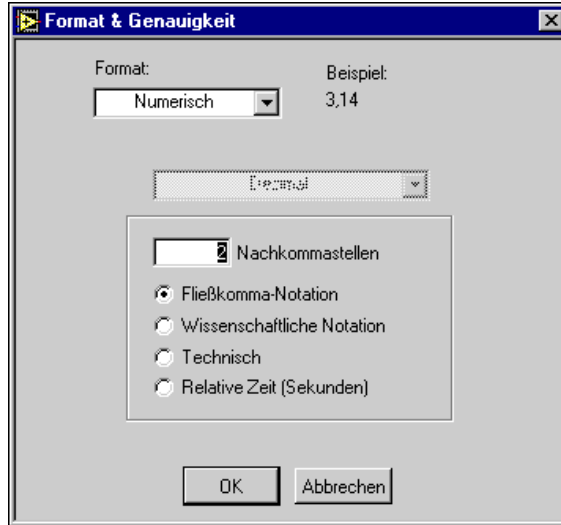 Format & Genauigkeit
Format:
Beispiel:
Numerisch
3,14
Dezimal
2 Nachkommastellen
Fließkomma-Notation
Wissenschaftliche Notation
Technisch
Relative Zeit (Sekunden)
OK
Abbrechen